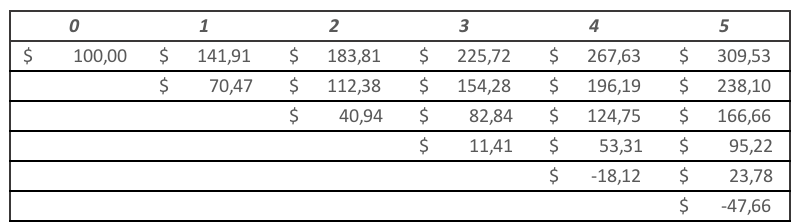 0 1 2 3 4 5
$ 100,00 $ 141,91 $ 183,81 $ 225,72 $ 267,63 $ 309,53
$ 70,47 $ 112,38 $ 154,28 $ 196,19 $ 238,10
$ 40,94 $ 82,84 $ 124,75 $ 166,66
$ 11,41 $ 53,31 $ 95,22
$ -18,12 $ 23,78
$ -47,66